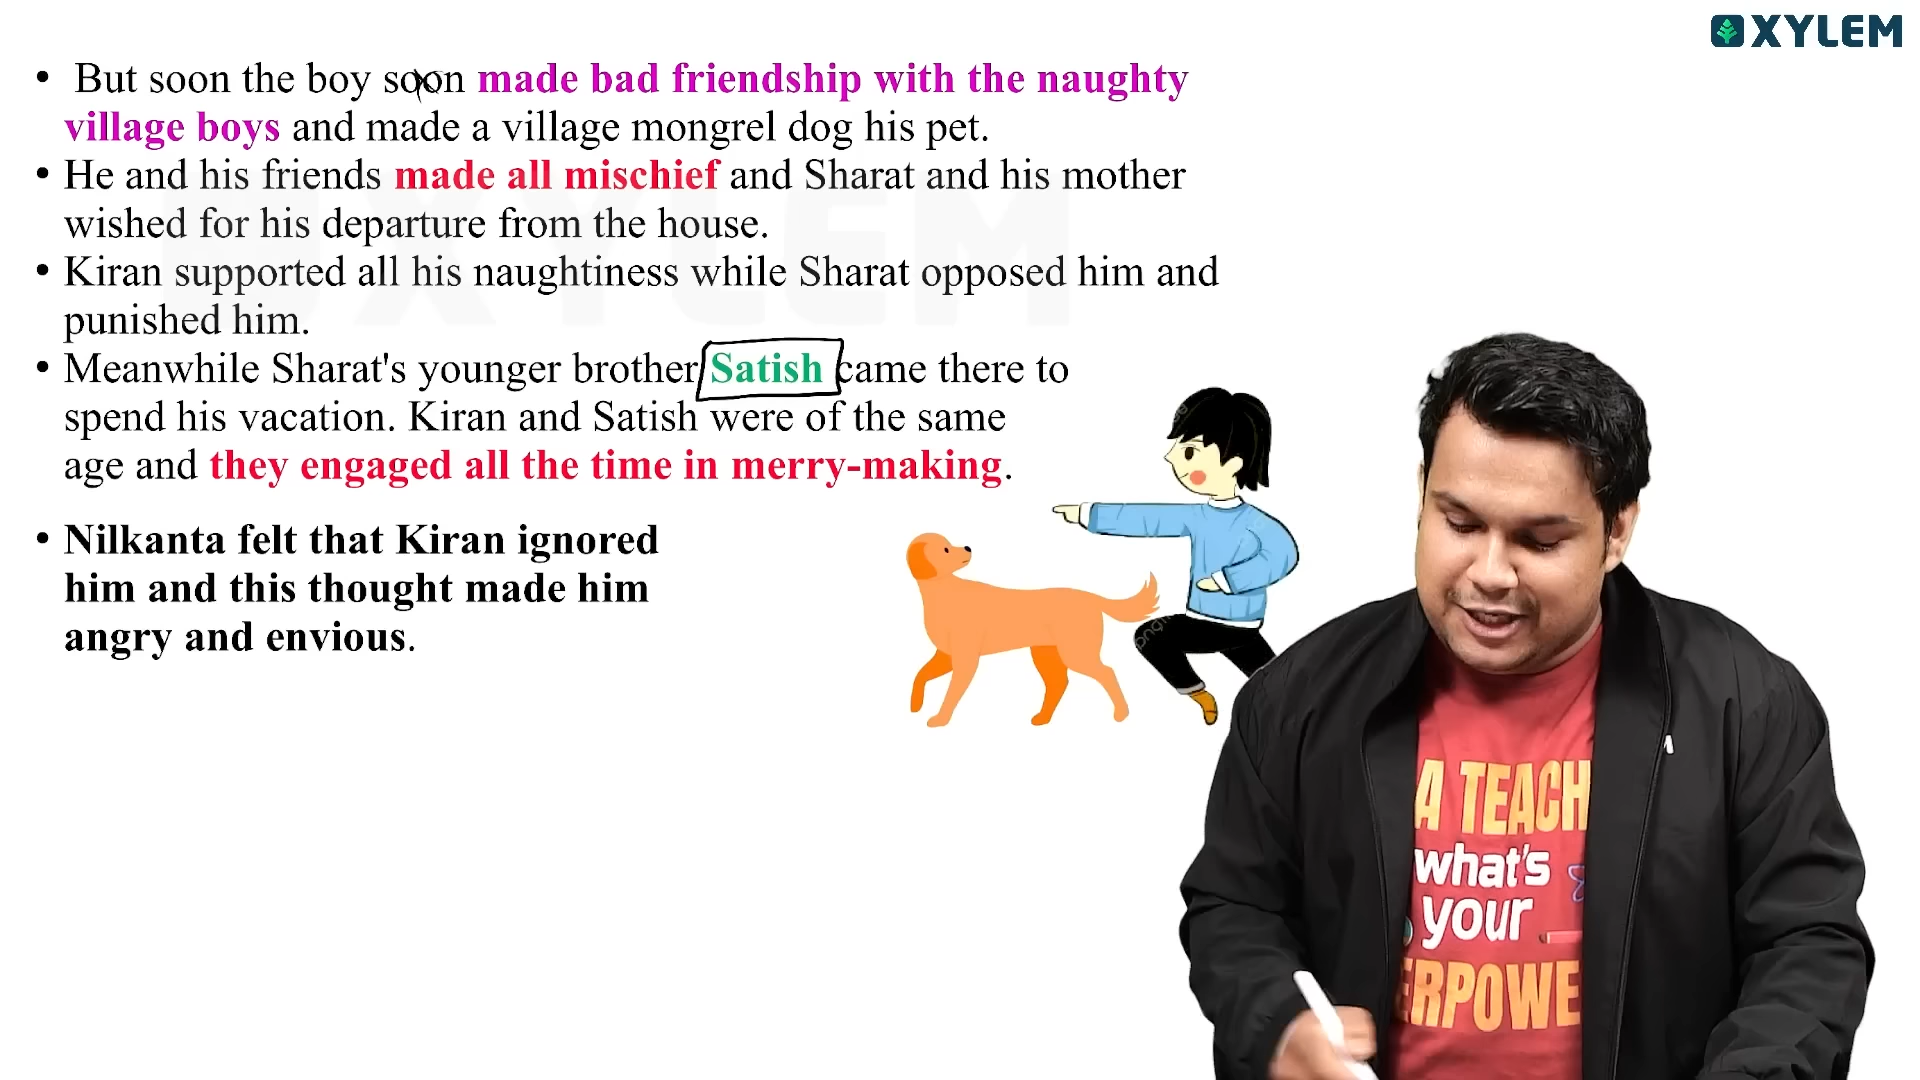 XYLEM
• But soon the boy soon made bad friendship with the naughty
village boys and made a village mongrel dog his pet.
• He and his friends made all mischief and Sharat and his mother
wished for his departure from the house.
• Kiran supported all his naughtiness while Sharat opposed him and
punished him.
• Meanwhile Sharat's younger brother Satish came there to
spend his vacation. Kiran and Satish were of the same
age and they engaged all the time in merry-making.
• Nilkanta felt that Kiran ignored
him and this thought made him
angry and envious.
XYLEM
A TEACH
what's
your
ERPOWE